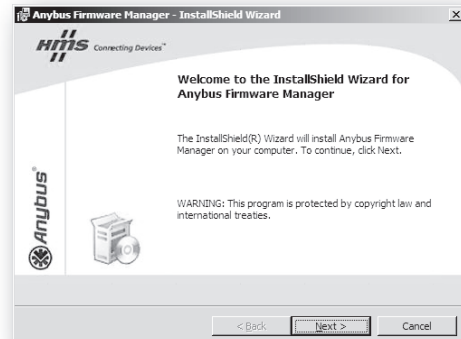 Anybus Firmware Manager - InstallShield Wizard
HMS Connecting Devices™
Welcome to the InstallShield Wizard for
Anybus Firmware Manager
The InstallShield(R) Wizard will install Anybus Firmware
Manager on your computer. To continue, click Next.
WARNING: This program is protected by copyright law and
international treaties.
Anybus®
< Back
Next >
Cancel